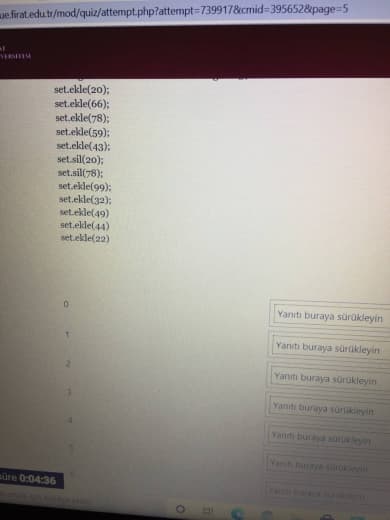 ue.firat.edu.tr/mod/quiz/attempt.php?attempt=739917&cmid=395652&page=5
set.ekle(20);
set.ekle(66);
set.ekle(78);
set.ekle(59);
set.ekle(43);
set.sil(20);
set.sil(78);
set.ekle(99);
set.ekle(32);
set.ekle(49)
set.ekle(44)
set.ekle(22)
0
Yanıtı buraya sürükleyin
1
Yanıtı buraya sürükleyin
2
Yanıtı buraya sürükleyin
3
Yanıtı buraya sürükleyin
4
Yanıtı buraya sürükleyin
5
Yanıtı buraya sürükleyin
Yanıtı buraya sürükleyin
süre 0:04:36